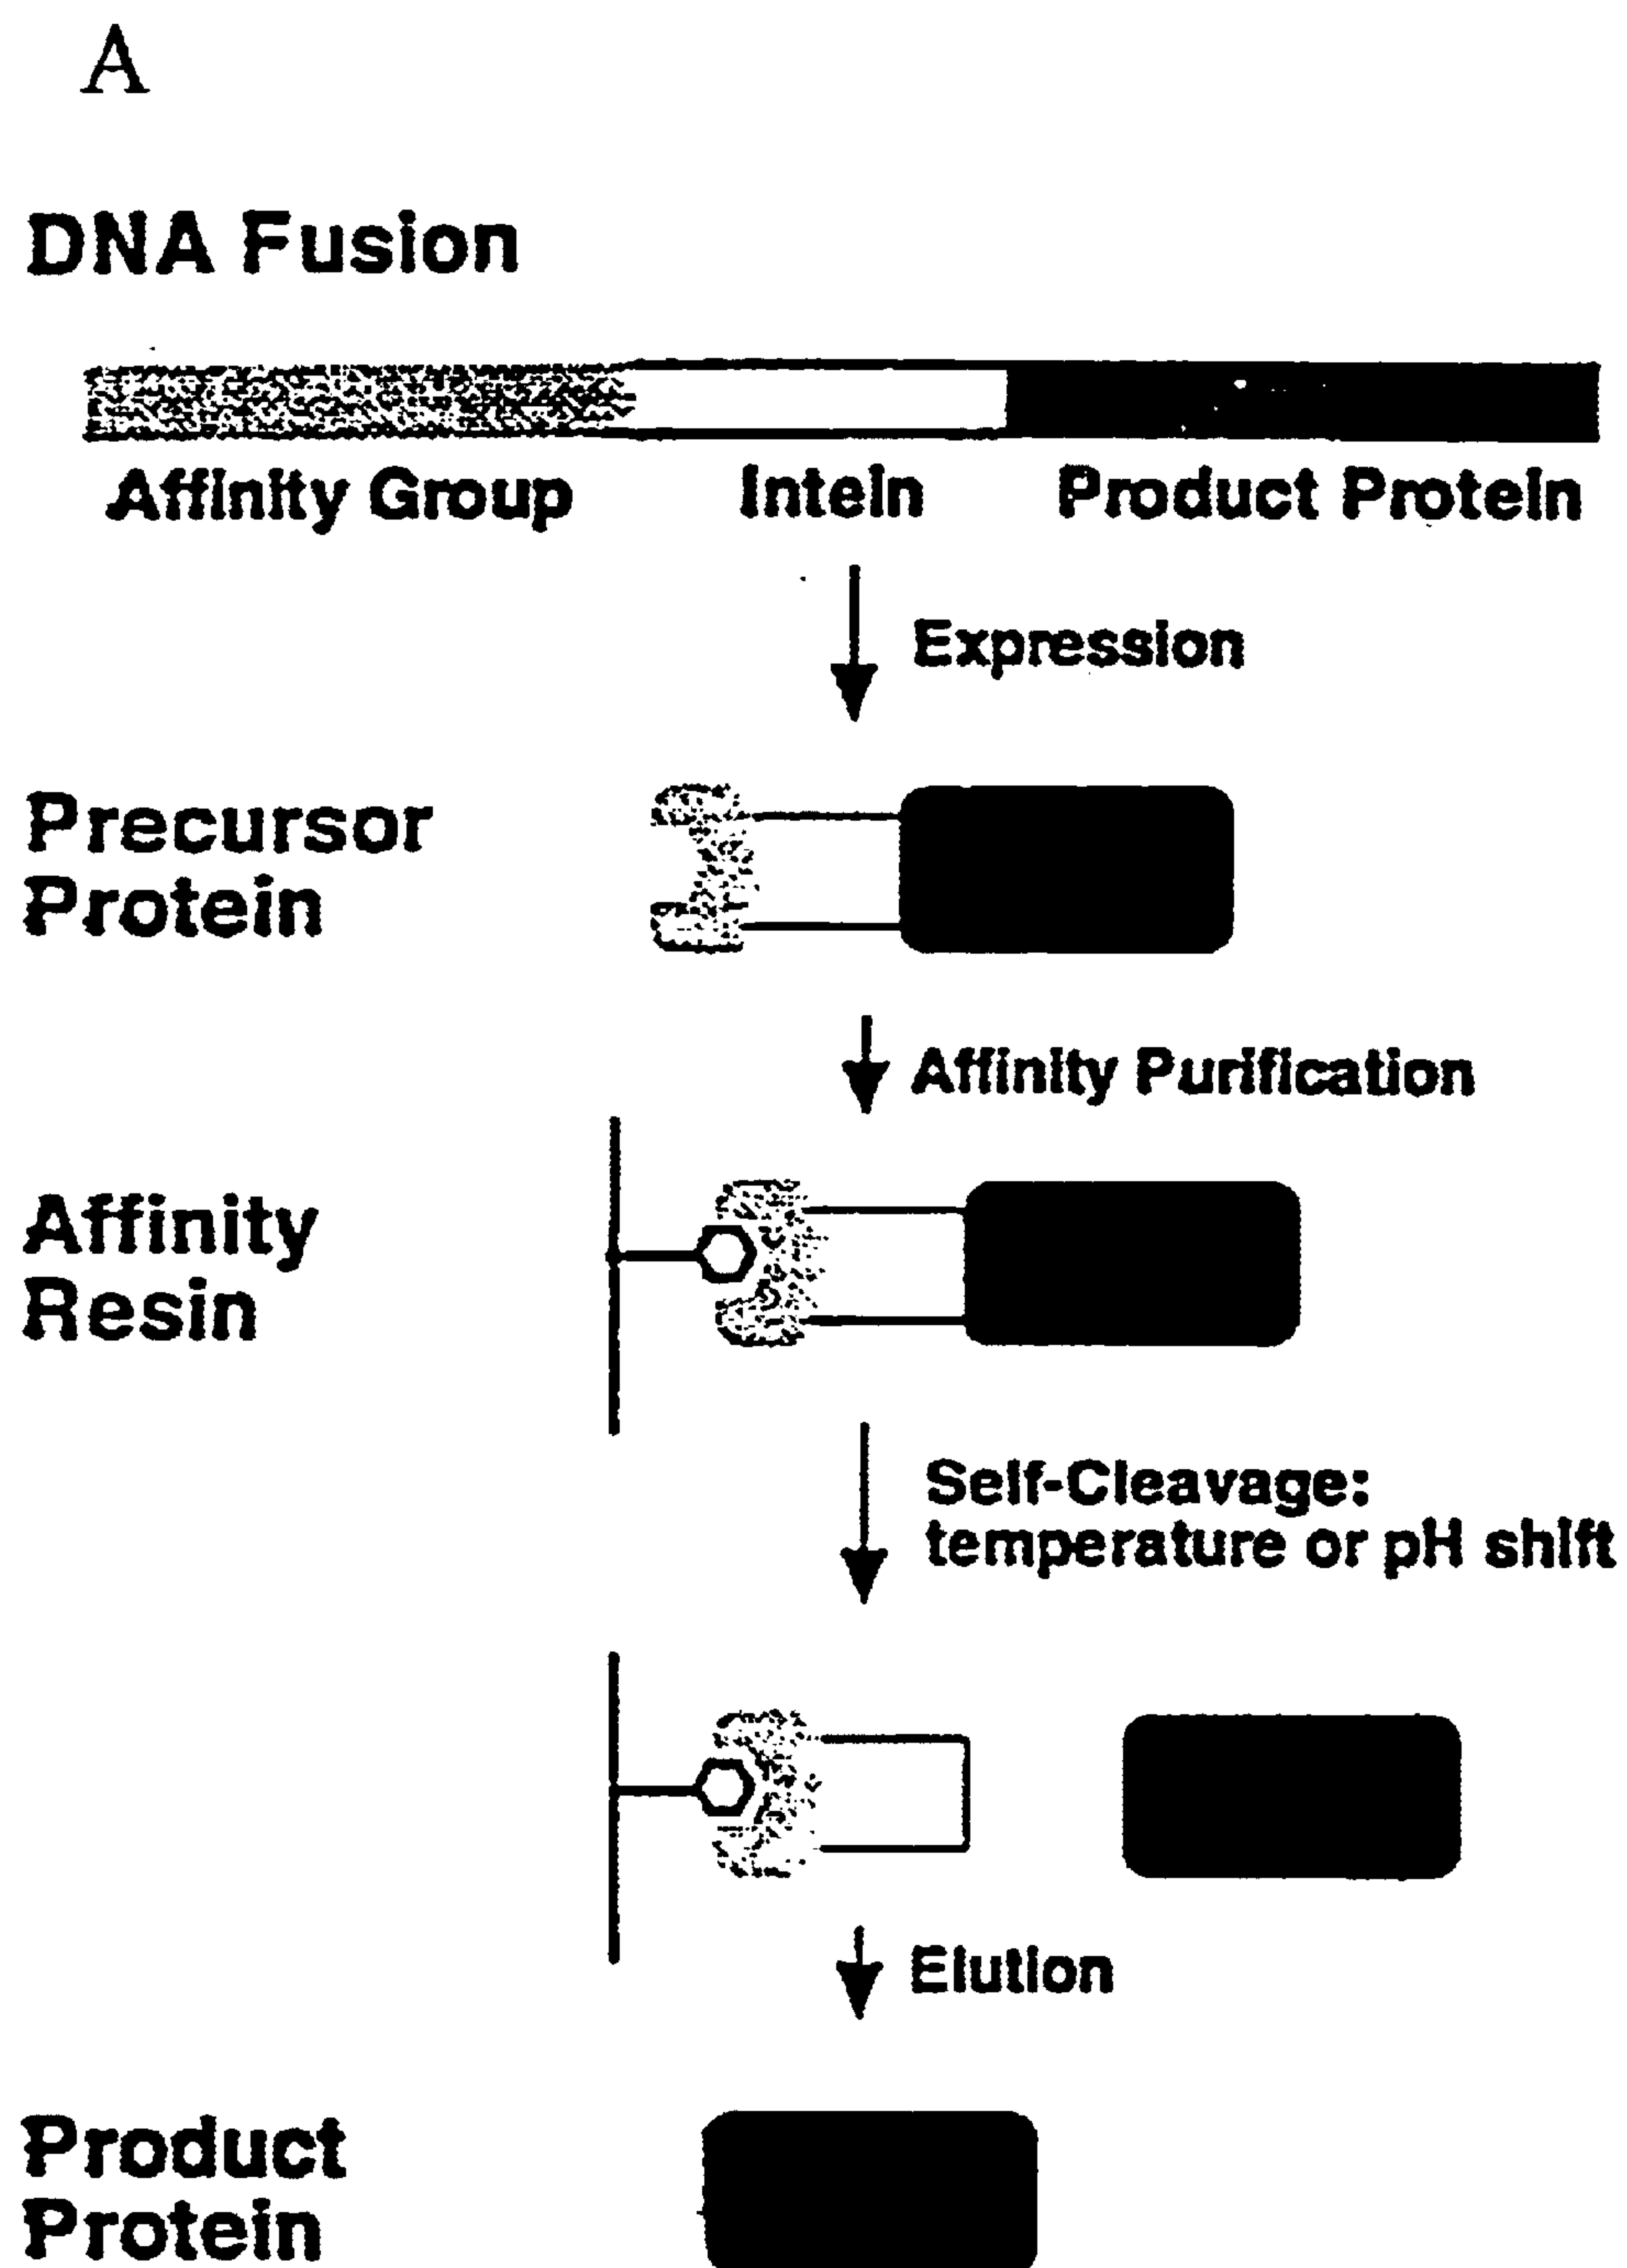 A
DNA Fusion
Affinity Group Intein Product Protein
Expression
Precursor
Protein
Affinity Purification
Affinity
Resin
Self-Cleavage:
temperature or pH shift
Elution
Product
Protein